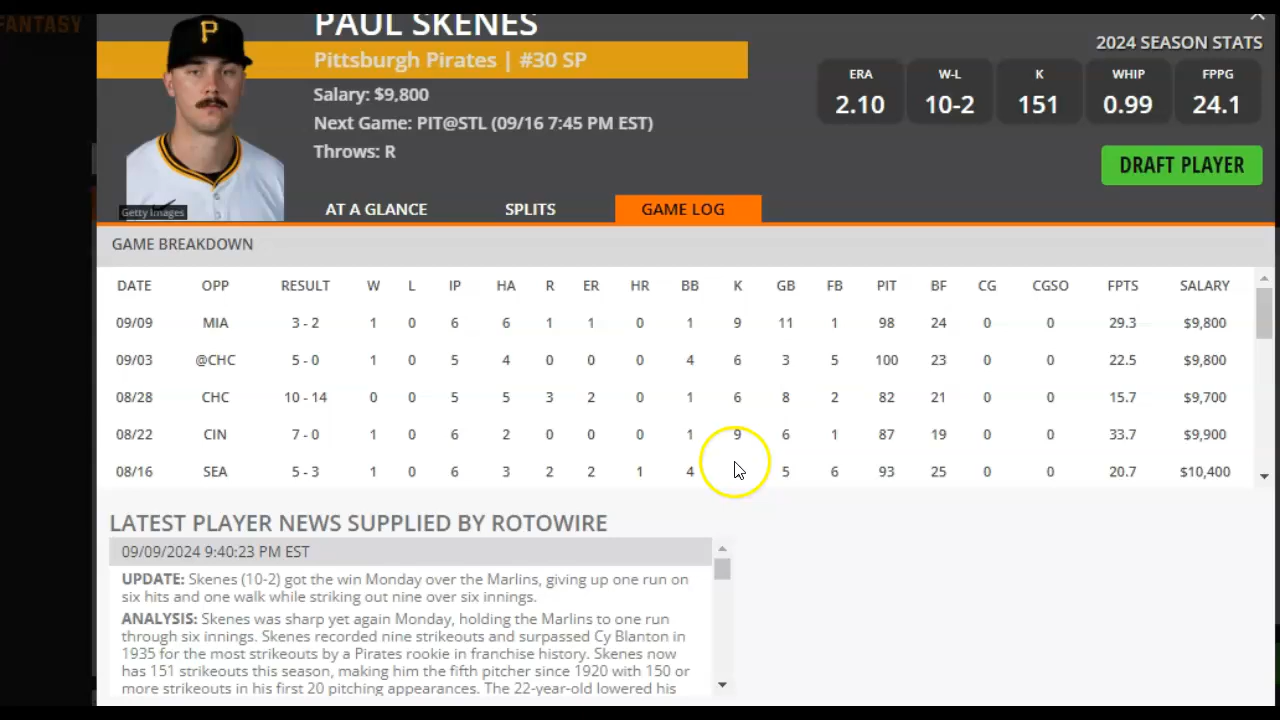 FANTASY
P
PAUL SKENES
Pittsburgh Pirates | #30 SP
Salary: $9,800
Next Game: PIT@STL (09/16 7:45 PM EST)
Throws: R
Getty Images
2024 SEASON STATS
ERA W-L K WHIP FPPG
2.10 10-2 151 0.99 24.1
DRAFT PLAYER
AT A GLANCE SPLITS GAME LOG
GAME BREAKDOWN
DATE OPP RESULT W L IP HA R ER HR BB K GB FB PIT BF CG CGSO FPTS SALARY
09/09 MIA 3 - 2 1 0 6 6 1 1 0 1 9 11 1 98 24 0 0 29.3 $9,800
09/03 @CHC 5 - 0 1 0 5 4 0 0 0 4 6 3 5 100 23 0 0 22.5 $9,800
08/28 CHC 10 - 14 0 0 5 5 3 2 0 1 6 8 2 82 21 0 0 15.7 $9,700
08/22 CIN 7 - 0 1 0 6 2 0 0 0 1 9 6 1 87 19 0 0 33.7 $9,900
08/16 SEA 5 - 3 1 0 6 3 2 2 1 4 5 6 93 25 0 0 20.7 $10,400
LATEST PLAYER NEWS SUPPLIED BY ROTOWIRE
09/09/2024 9:40:23 PM EST
UPDATE: Skenes (10-2) got the win Monday over the Marlins, giving up one run on
six hits and one walk while striking out nine over six innings.
ANALYSIS: Skenes was sharp yet again Monday, holding the Marlins to one run
through six innings. Skenes recorded nine strikeouts and surpassed Cy Blanton in
1935 for the most strikeouts by a Pirates rookie in franchise history. Skenes now
has 151 strikeouts this season, making him the fifth pitcher since 1920 with 150 or
more strikeouts in his first 20 pitching appearances. The 22-year-old lowered his